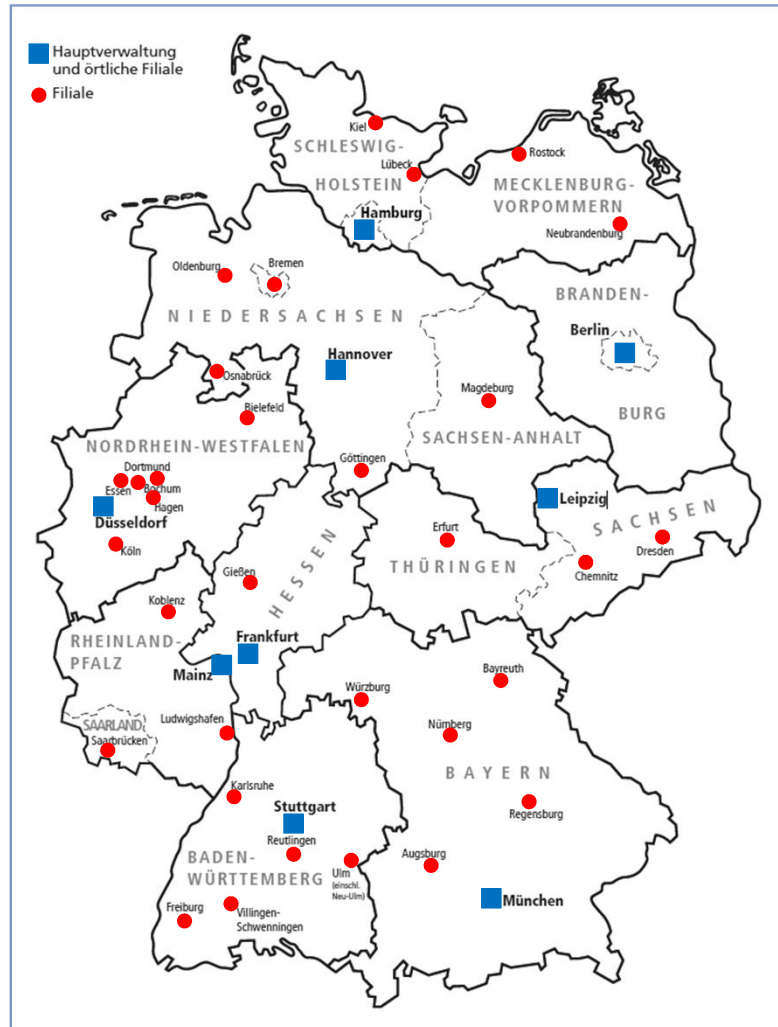 Hauptverwaltung
und örtliche Filiale
Filiale
Kiel
SCHLESWIG-
HOLSTEIN
Lübeck
Rostock
MECKLENBURG-
VORPOMMERN
Neubrandenburg
Hamburg
Oldenburg
Bremen
NIEDERSACHSEN
BRANDEN-
BURG
Berlin
Hannover
Osnabrück
Magdeburg
Bielefeld
SACHSEN-ANHALT
NORDRHEIN-WESTFALEN
Göttingen
Dortmund
Essen
Bochum
Hagen
Düsseldorf
Köln
Leipzig
SACHSEN
Dresden
Chemnitz
Erfurt
THÜRINGEN
HESSEN
Gießen
Koblenz
RHEINLAND-
PFALZ
Frankfurt
Mainz
Bayreuth
Würzburg
SAARLAND
Saarbrücken
Ludwigshafen
Nürnberg
BAYERN
Karlsruhe
Stuttgart
Regensburg
Reutlingen
BADEN-
WÜRTTEMBERG
Ulm
(einschl.
Neu-Ulm)
Augsburg
München
Freiburg
Villingen-
Schwenningen